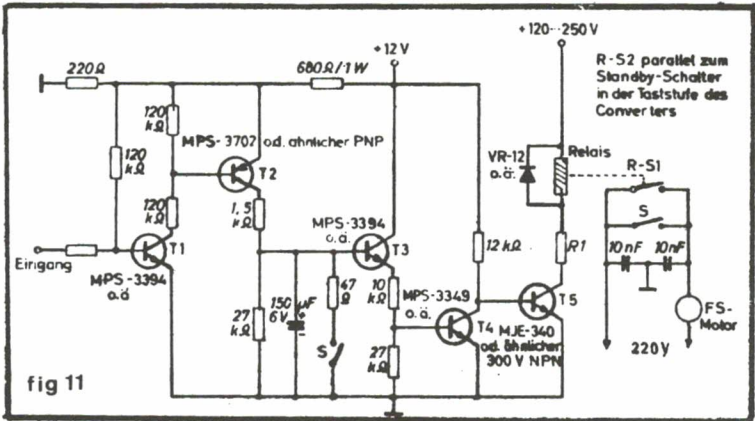 +120···250V
+12 V
220Ω
680Ω/1W
R-S2 parallel zum
Standby-Schalter
in der Taststufe des
Converters
120
kΩ
MPS-3702 od. ähnlicher PNP
VR-12
o.ä.
Relais
R-S1
120
kΩ
T2
S
120
kΩ
1,5
kΩ
MPS-3394
o.ä.
12 kΩ
R1
10nF
10nF
T1
T3
Eingang
MPS-3394
o.ä
47
Ω
10
kΩ
MPS-3349
o.ä.
T5
27
kΩ
150
6V
µF
+
S
T4
MJE-340
od. ähnlicher
300 V NPN
FS-
Motor
27
kΩ
220V
fig 11